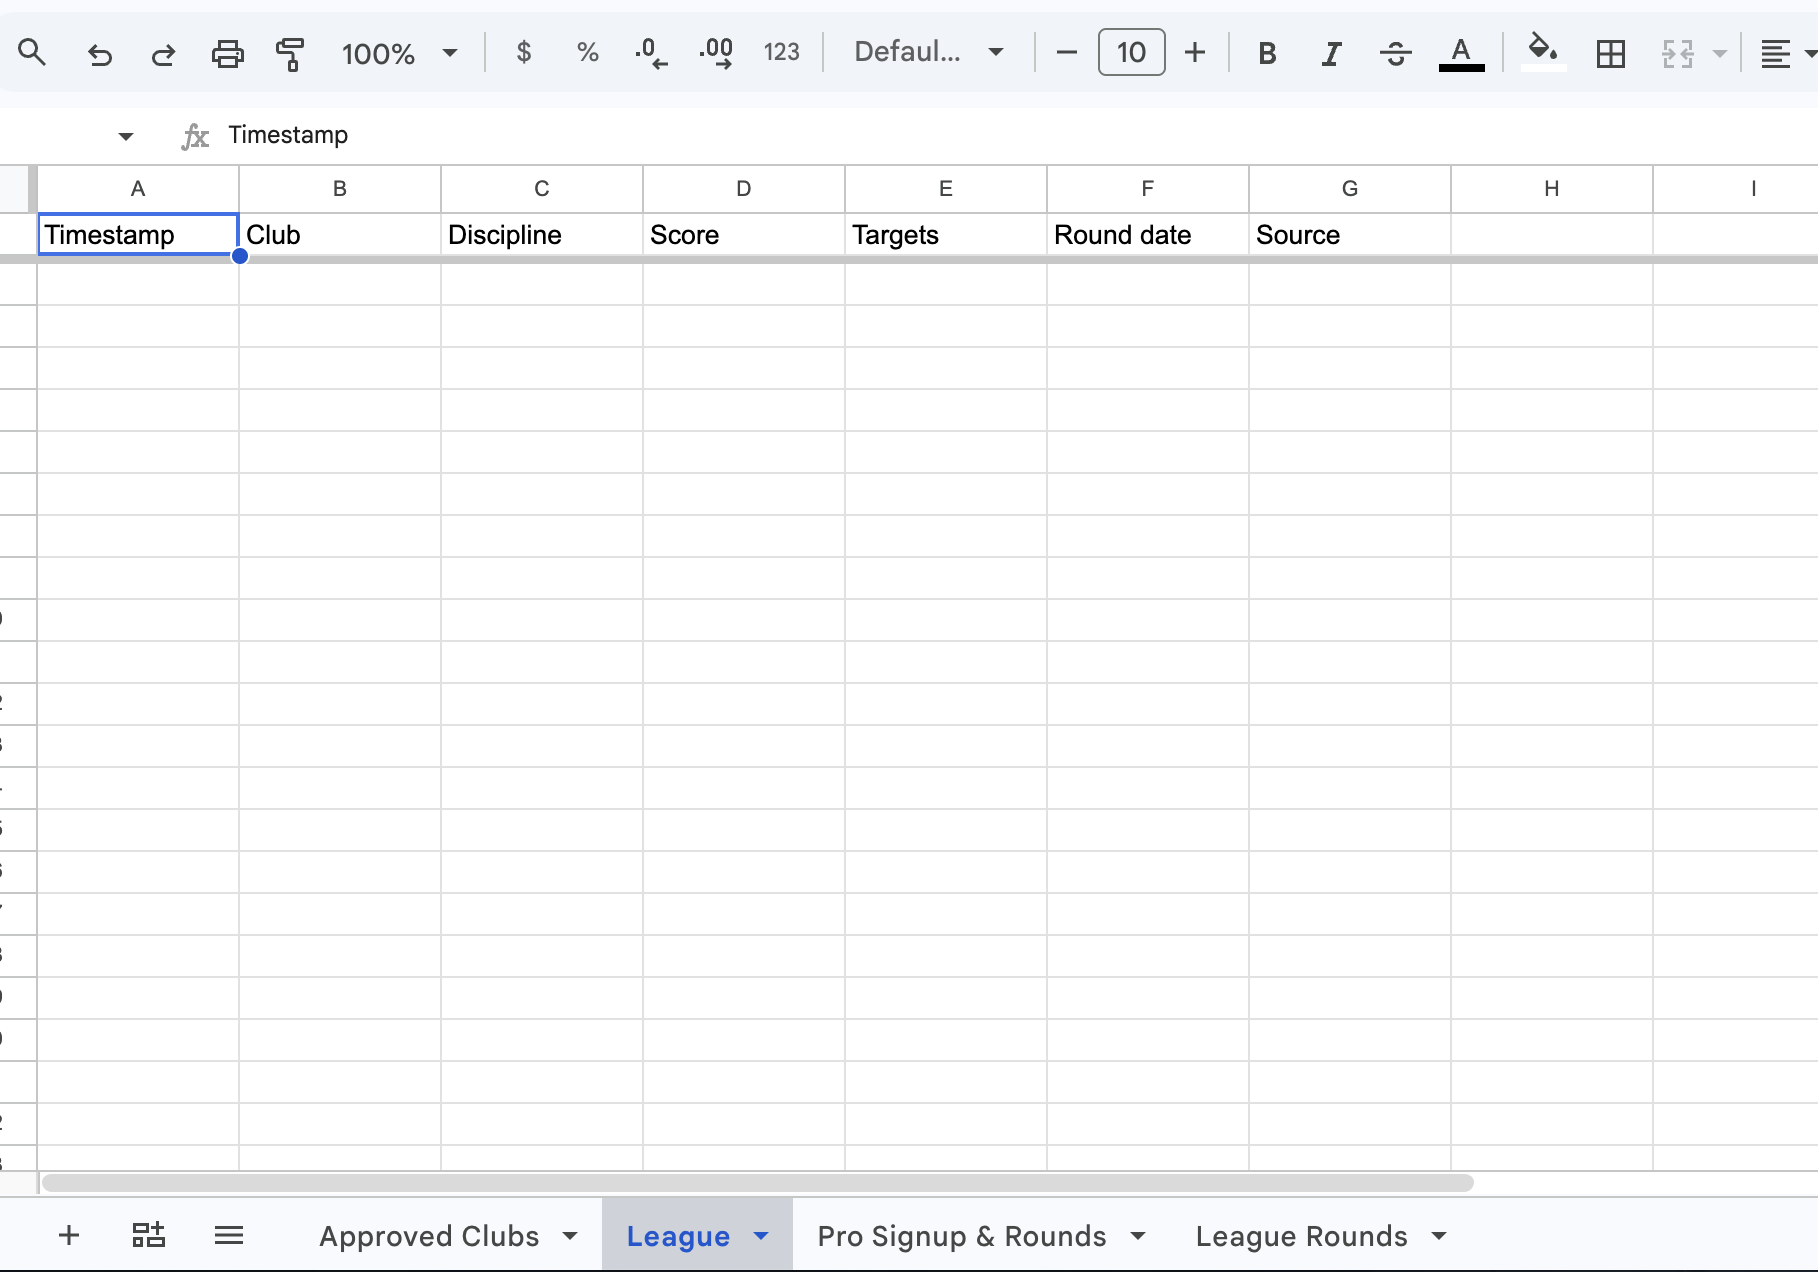 100% $ % .0 .00 123 Defaul... 10 B I S A
fx Timestamp
A B C D E F G H I
Timestamp Club Discipline Score Targets Round date Source
Approved Clubs League Pro Signup & Rounds League Rounds